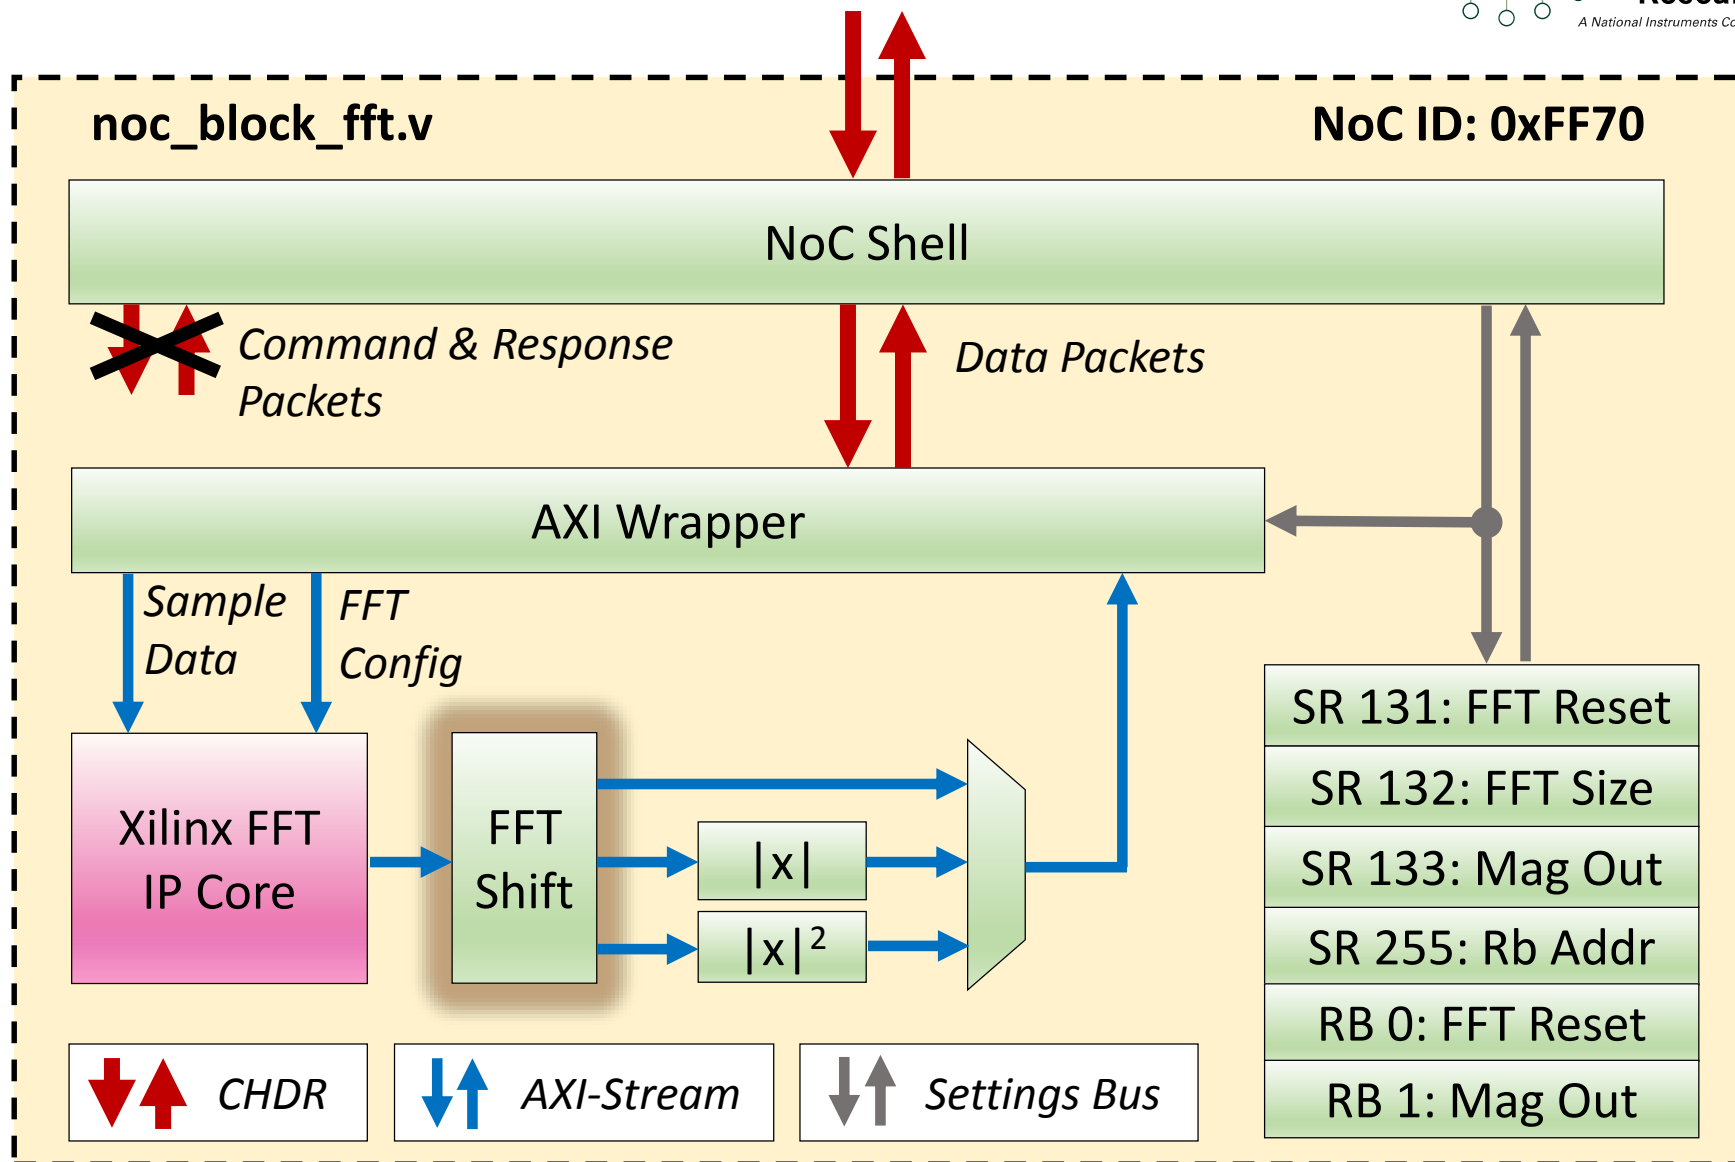 A National Instruments Co
noc_block_fft.v
NoC ID: 0xFF70
NoC Shell
Command & Response
Packets
Data Packets
AXI Wrapper
Sample
Data
FFT
Config
SR 131: FFT Reset
SR 132: FFT Size
SR 133: Mag Out
SR 255: Rb Addr
RB 0: FFT Reset
RB 1: Mag Out
Xilinx FFT
IP Core
FFT
Shift
|x|
|x|²
CHDR
AXI-Stream
Settings Bus